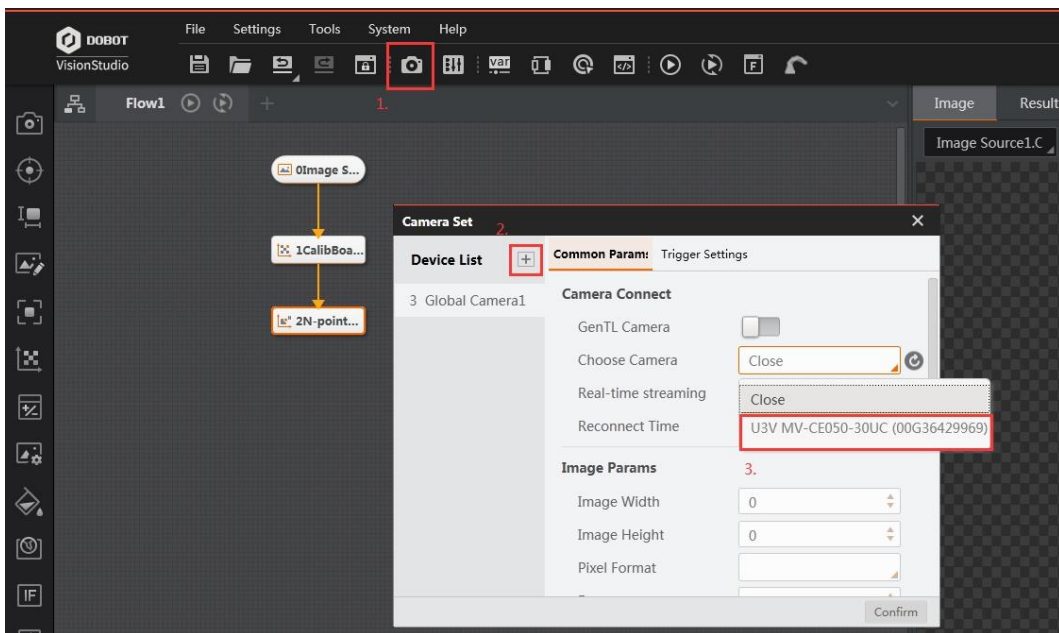 DOBOT
VisionStudio
File Settings Tools System Help
var
F
1.
Flow1
Image Result
Image Source1.C
0Image S...
1CalibBoa...
2N-point...
IF
Camera Set
2.
Device List
3 Global Camera1
Common Params Trigger Settings
Camera Connect
GenTL Camera
Choose Camera Close
Real-time streaming Close
Reconnect Time U3V MV-CE050-30UC (00G36429969)
3.
Image Params
Image Width 0
Image Height 0
Pixel Format
Confirm